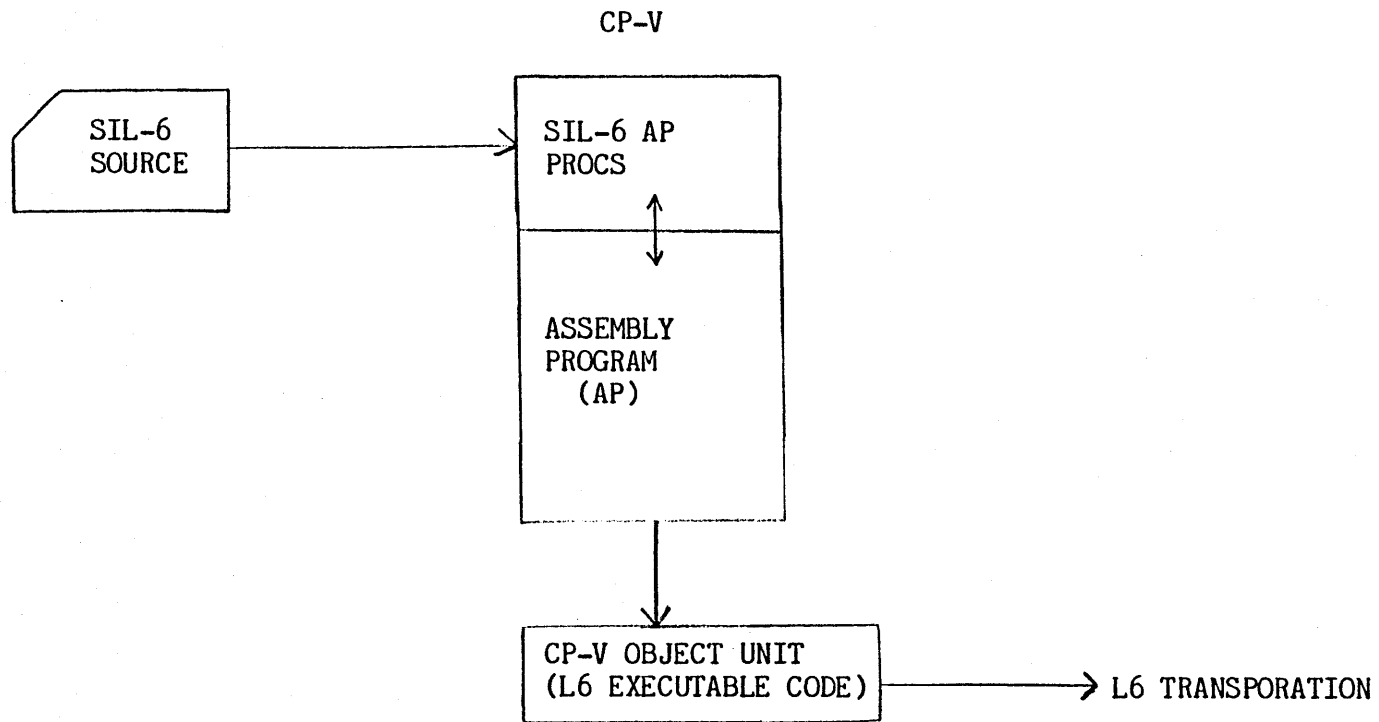 CP-V
SIL-6
SOURCE
SIL-6 AP
PROCS
ASSEMBLY
PROGRAM
(AP)
CP-V OBJECT UNIT
(L6 EXECUTABLE CODE)
L6 TRANSPORATION